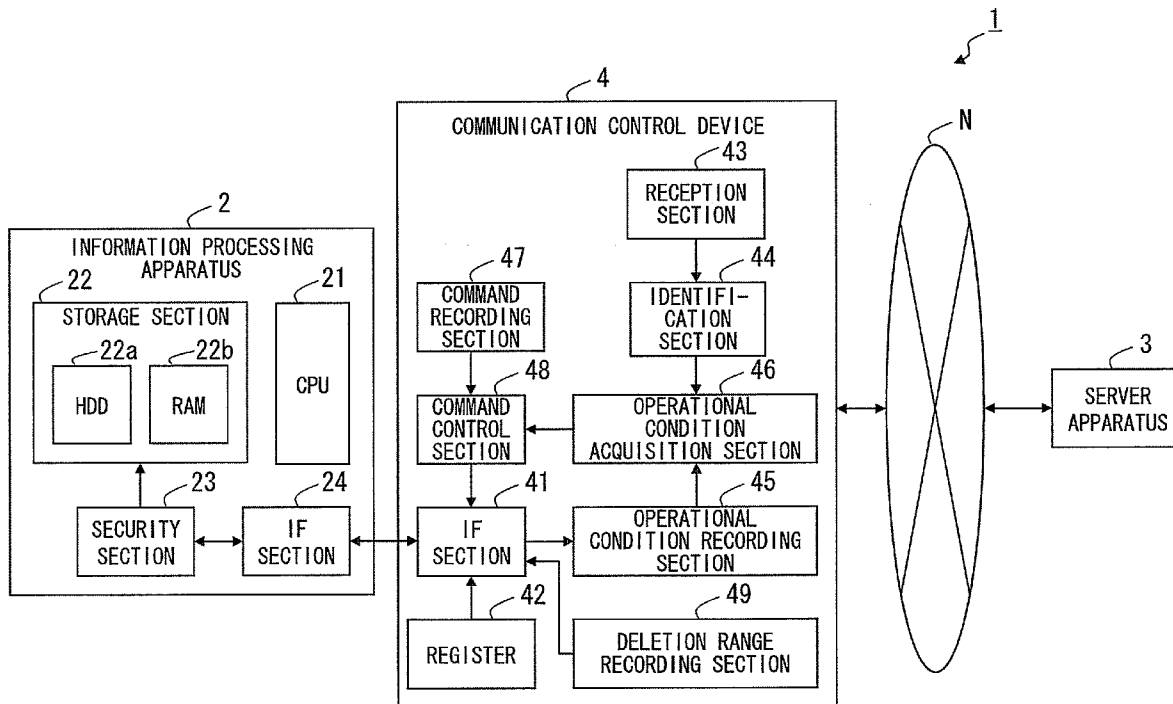 1
4
N
COMMUNICATION CONTROL DEVICE
43
RECEPTION
SECTION
2
INFORMATION PROCESSING
APPARATUS
22
21
STORAGE SECTION
22a
22b
HDD
RAM
CPU
47
COMMAND
RECORDING
SECTION
44
IDENTIFI-
CATION
SECTION
48
COMMAND
CONTROL
SECTION
46
OPERATIONAL
CONDITION
ACQUISITION SECTION
3
SERVER
APPARATUS
23
SECURITY
SECTION
24
IF
SECTION
41
IF
SECTION
45
OPERATIONAL
CONDITION RECORDING
SECTION
42
REGISTER
49
DELETION RANGE
RECORDING SECTION